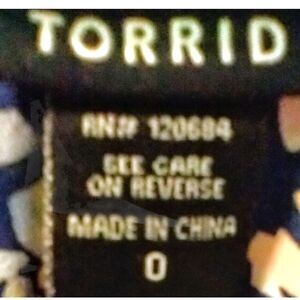 TORRID
RN# 120684
SEE CARE
ON REVERSE
MADE IN CHINA
0